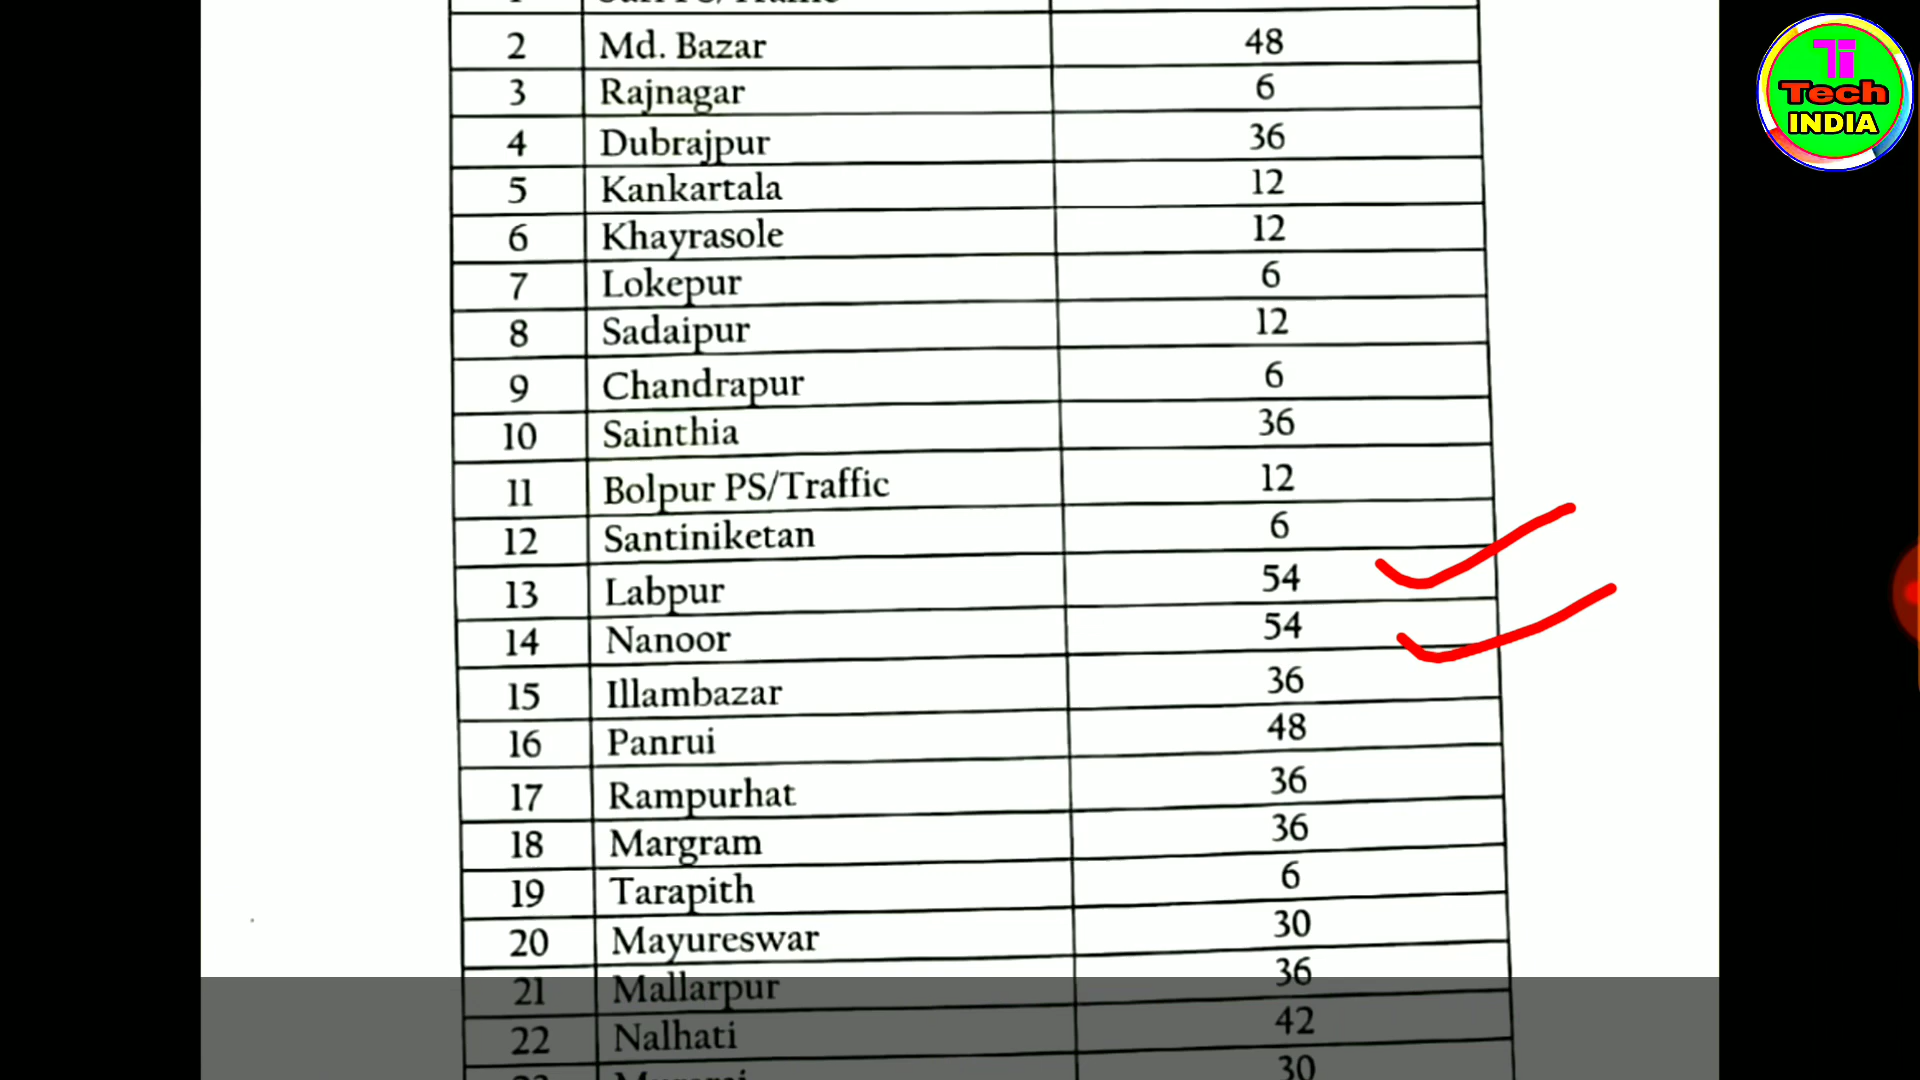 2 Md. Bazar 48
3 Rajnagar 6
4 Dubrajpur 36
5 Kankartala 12
6 Khayrasole 12
7 Lokepur 6
8 Sadaipur 12
9 Chandrapur 6
10 Sainthia 36
11 Bolpur PS/Traffic 12
12 Santiniketan 6
13 Labpur 54
14 Nanoor 54
15 Illambazar 36
16 Panrui 48
17 Rampurhat 36
18 Margram 36
19 Tarapith 6
20 Mayureswar 30
21 Mallarpur 36
22 Nalhati 42
30
Ti
Tech
INDIA